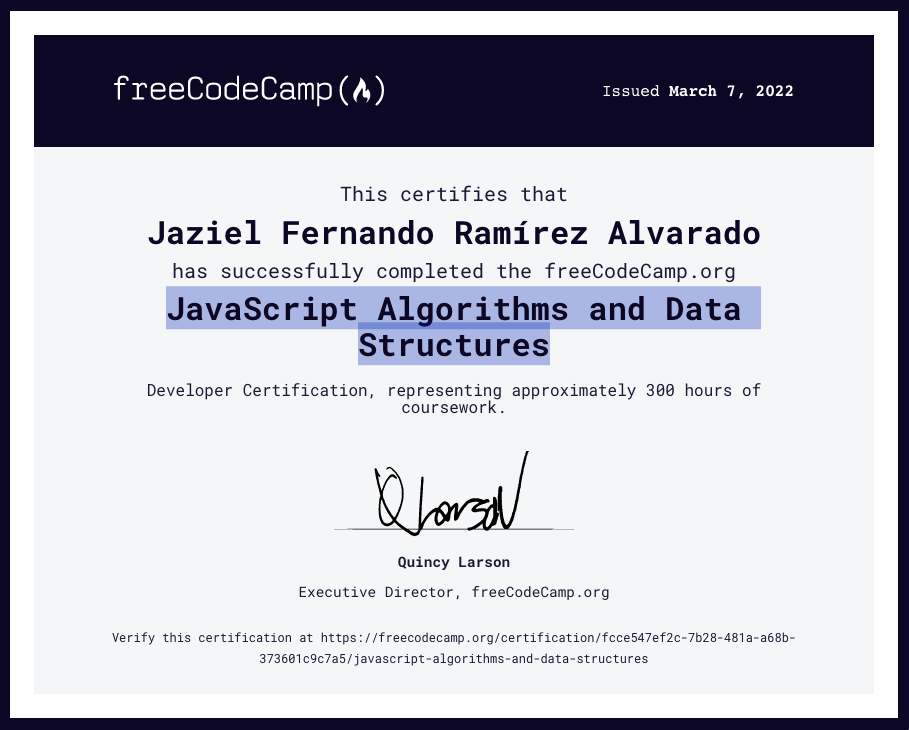 freeCodeCamp(🔥)
Issued March 7, 2022
This certifies that
Jaziel Fernando Ramírez Alvarado
has successfully completed the freeCodeCamp.org
JavaScript Algorithms and Data
Structures
Developer Certification, representing approximately 300 hours of
coursework.
Q Larson
Quincy Larson
Executive Director, freeCodeCamp.org
Verify this certification at https://freecodecamp.org/certification/fcce547ef2c-7b28-481a-a68b-
373601c9c7a5/javascript-algorithms-and-data-structures